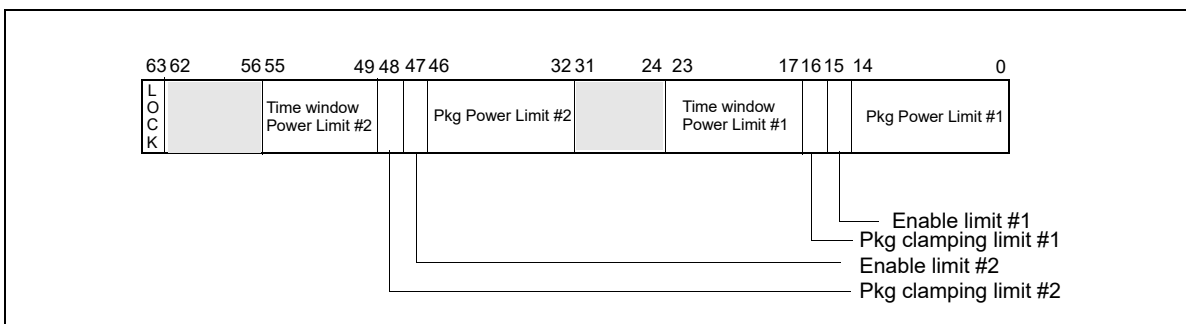 63 62 56 55 49 48 47 46 32 31 24 23 17 16 15 14 0
L
O
C
K
Time window
Power Limit #2
Pkg Power Limit #2
Time window
Power Limit #1
Pkg Power Limit #1
Enable limit #1
Pkg clamping limit #1
Enable limit #2
Pkg clamping limit #2